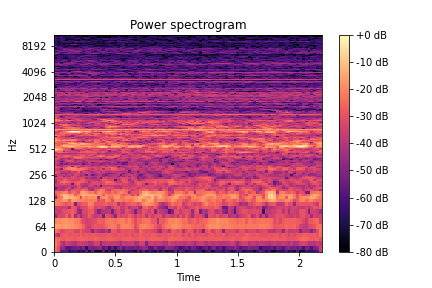 Power spectrogram
8192
4096
2048
1024
512
256
128
64
0
Hz
0
0.5
1
1.5
2
Time
+0 dB
-10 dB
-20 dB
-30 dB
-40 dB
-50 dB
-60 dB
-70 dB
-80 dB